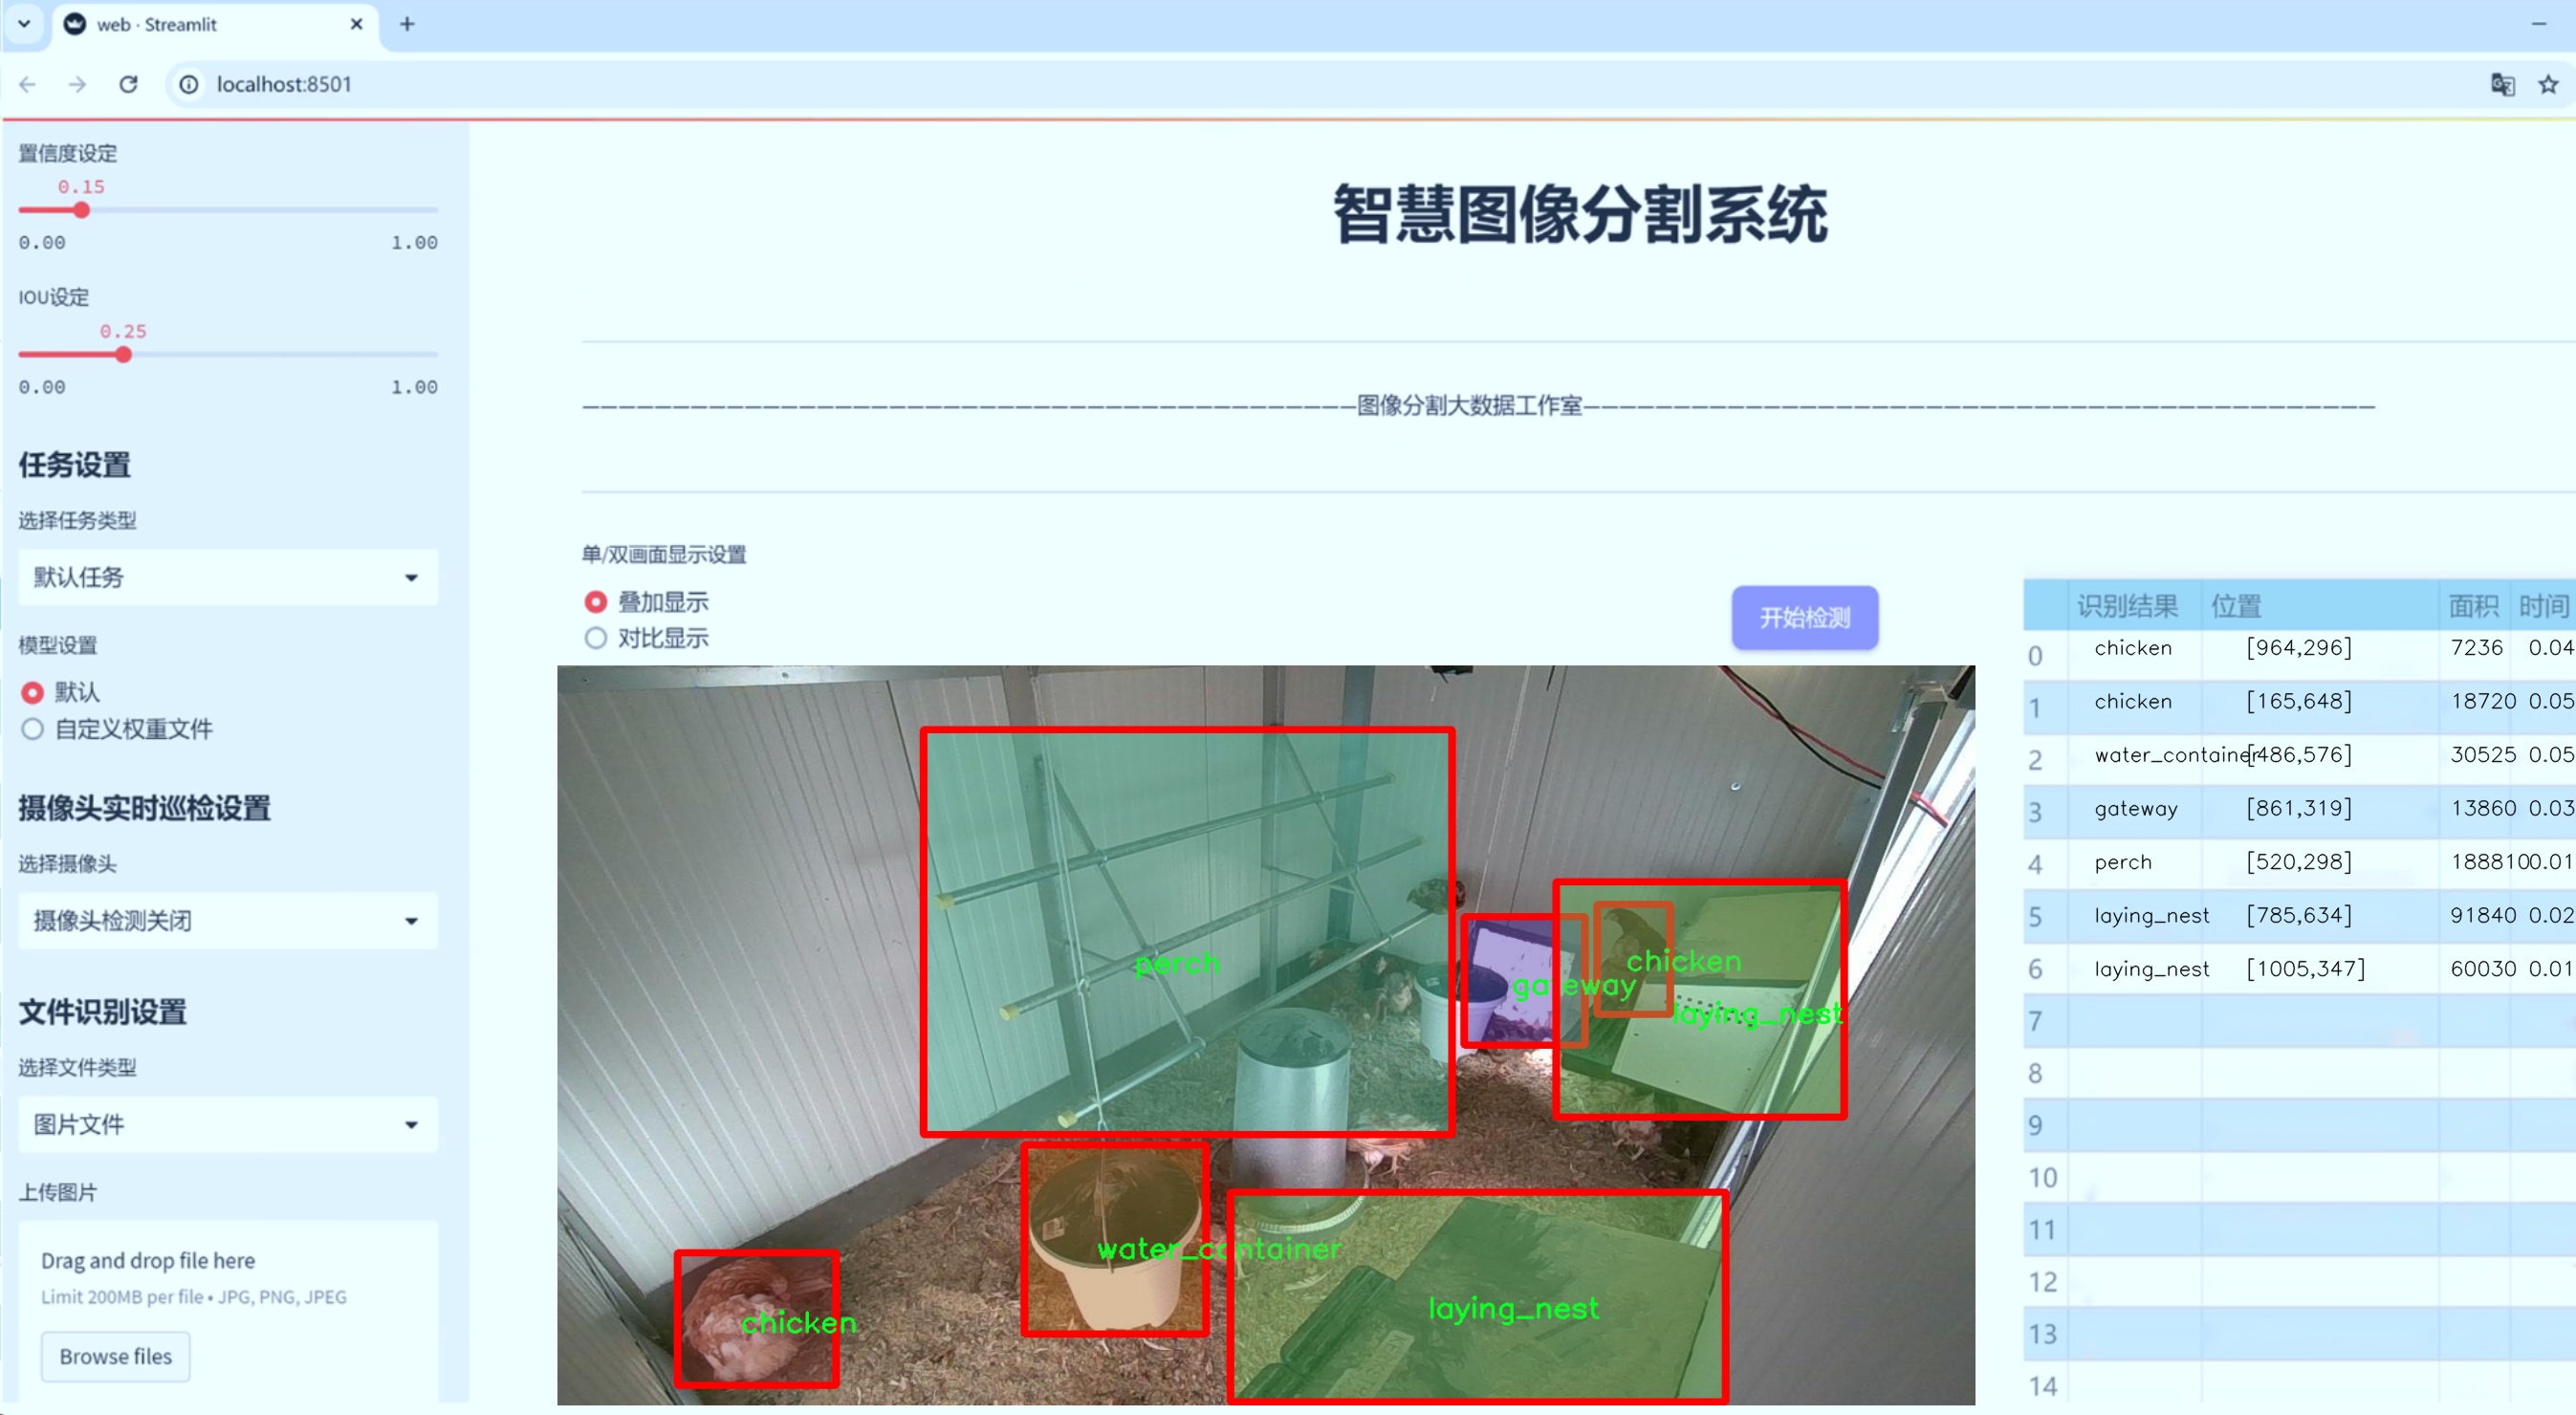 web · Streamlit
localhost:8501
置信度设定
0.15
0.00 1.00
IOU设定
0.25
0.00 1.00
任务设置
选择任务类型
默认任务
模型设置
默认
自定义权重文件
摄像头实时巡检设置
选择摄像头
摄像头检测关闭
文件识别设置
选择文件类型
图片文件
上传图片
Drag and drop file here
Limit 200MB per file • JPG, PNG, JPEG
Browse files
智慧图像分割系统
图像分割大数据工作室
单/双画面显示设置
叠加显示
对比显示
开始检测
perch
chicken
gateway
laying_nest
water_container
laying_nest
chicken
识别结果 位置 面积 时间
0 chicken [964,296] 7236 0.04
1 chicken [165,648] 18720 0.05
2 water_container [486,576] 30525 0.05
3 gateway [861,319] 13860 0.03
4 perch [520,298] 188810 0.01
5 laying_nest [785,634] 91840 0.02
6 laying_nest [1005,347] 60030 0.01
7
8
9
10
11
12
13
14